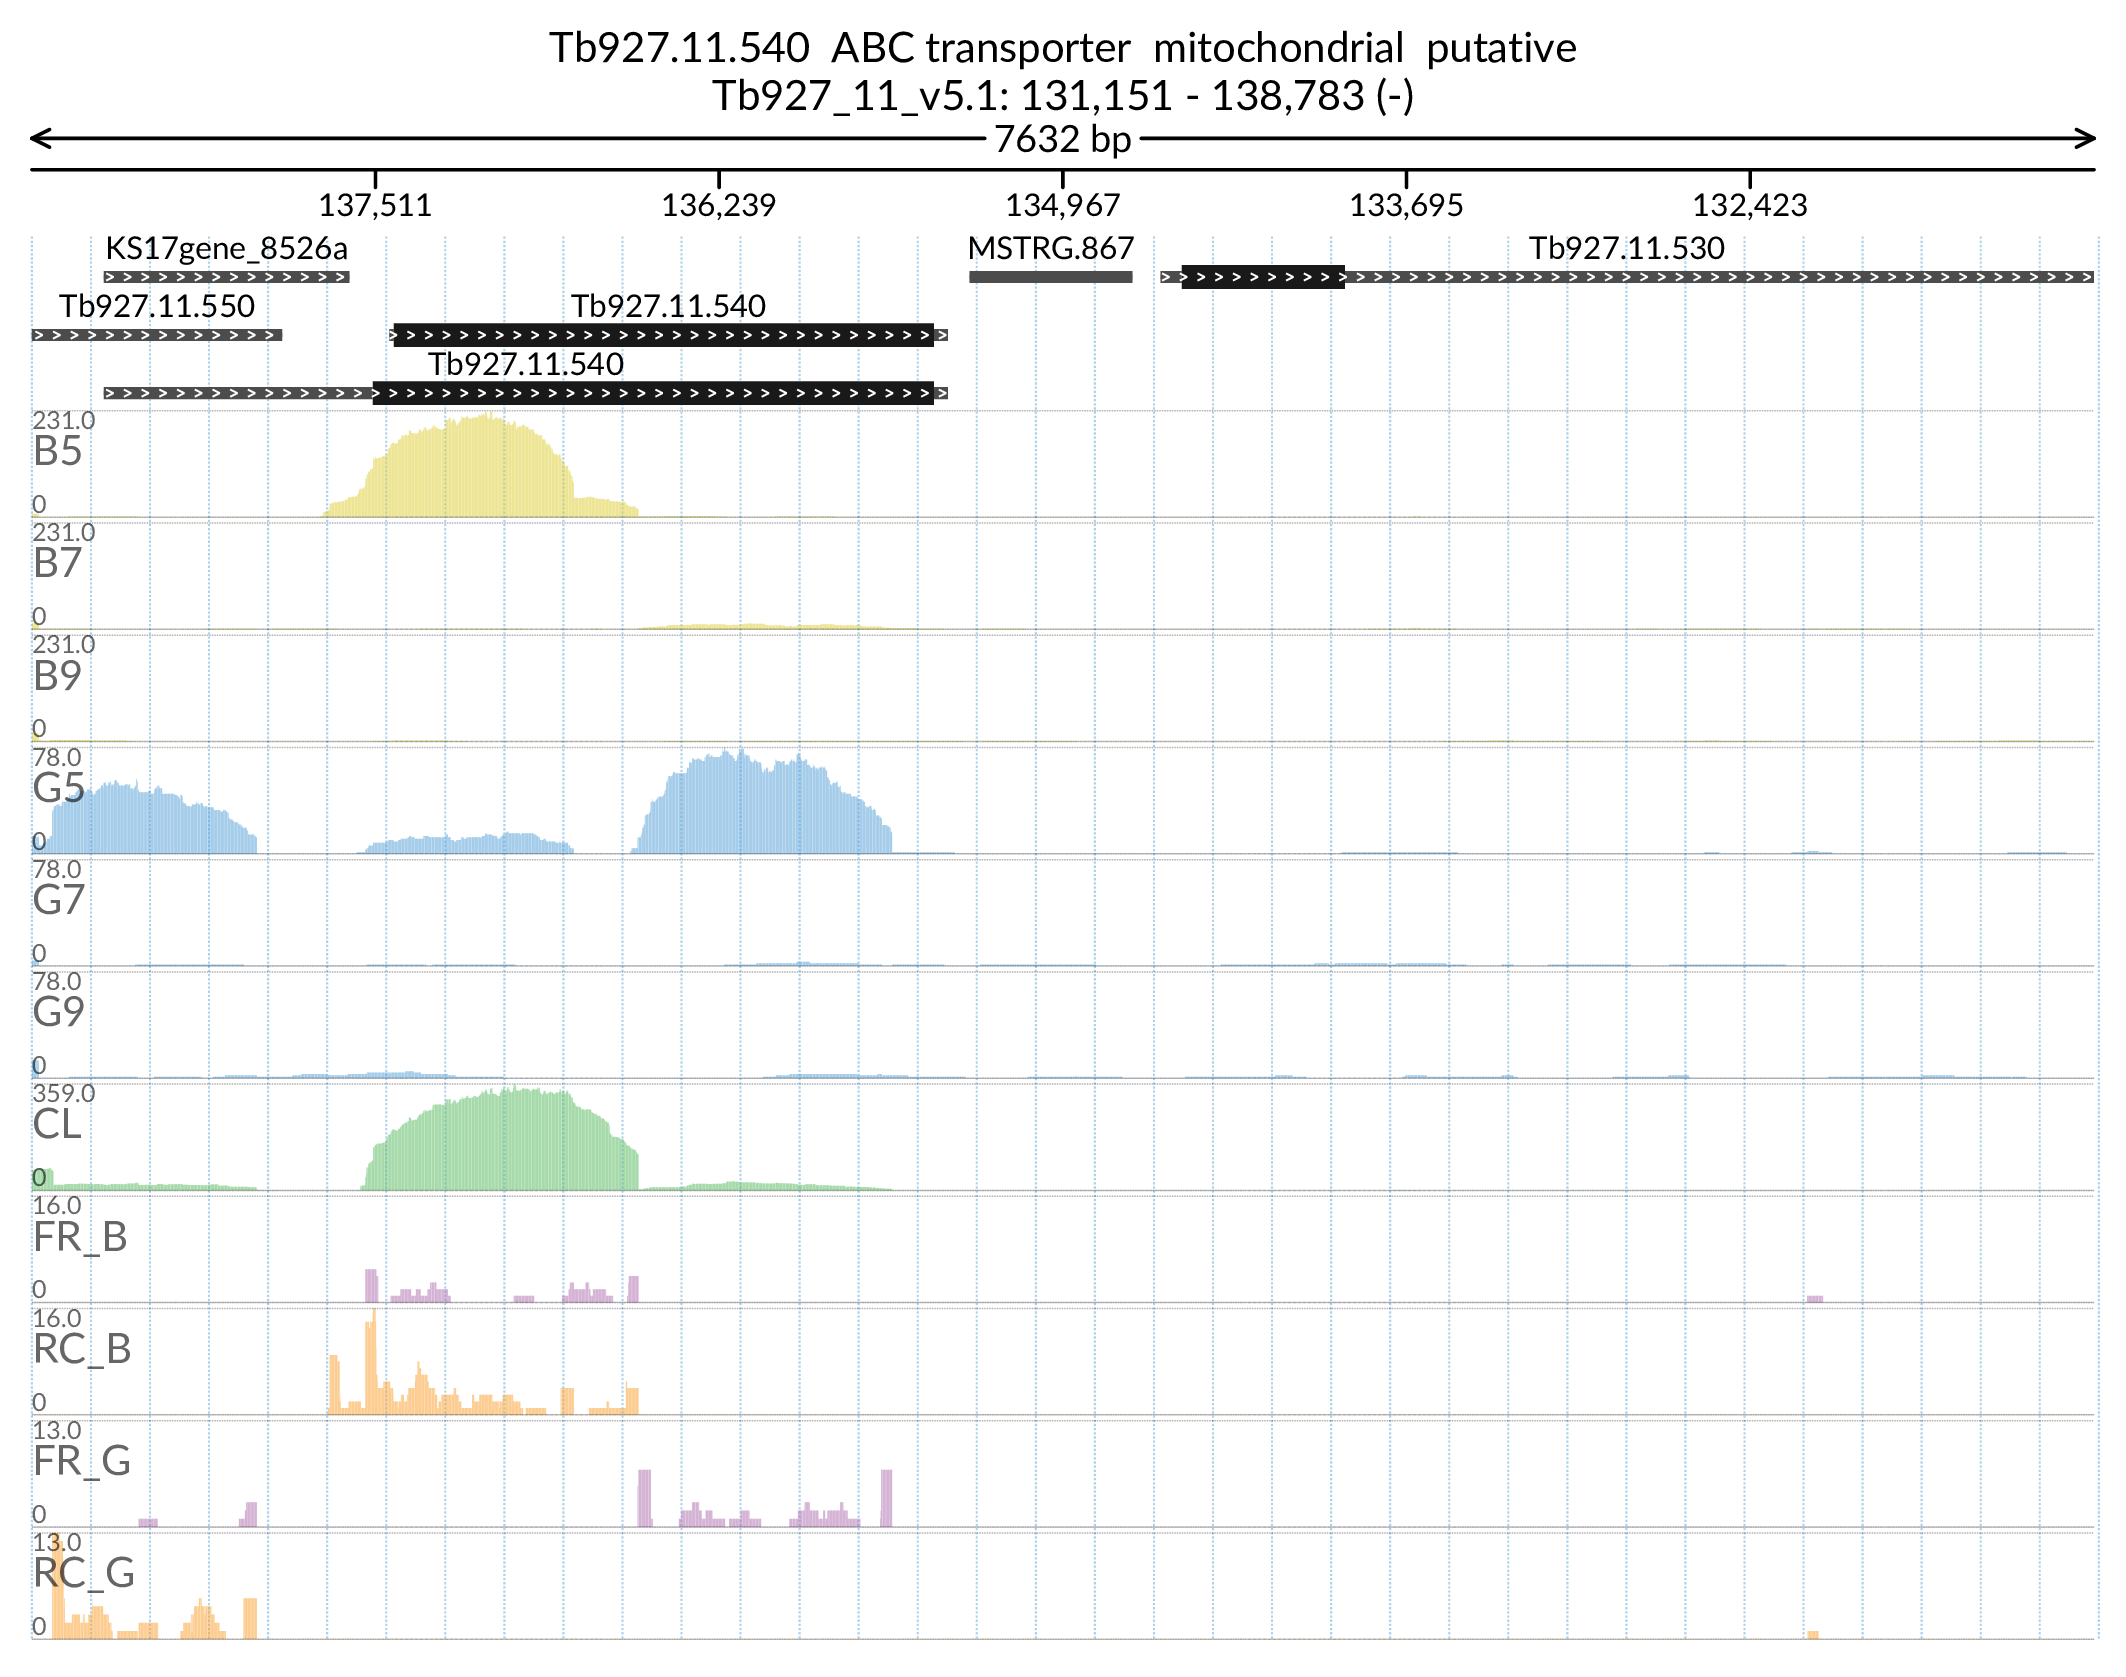 Tb927.11.540 ABC transporter mitochondrial putative
Tb927_11_v5.1: 131,151 - 138,783 (-)
7632 bp
137,511 136,239 134,967 133,695 132,423
KS17gene_8526a MSTRG.867 Tb927.11.530
Tb927.11.550 Tb927.11.540
Tb927.11.540
231.0
B5
0
231.0
B7
0
231.0
B9
0
78.0
G5
0
78.0
G7
0
78.0
G9
0
359.0
CL
0
16.0
FR_B
0
16.0
RC_B
0
13.0
FR_G
0
13.0
RC_G
0